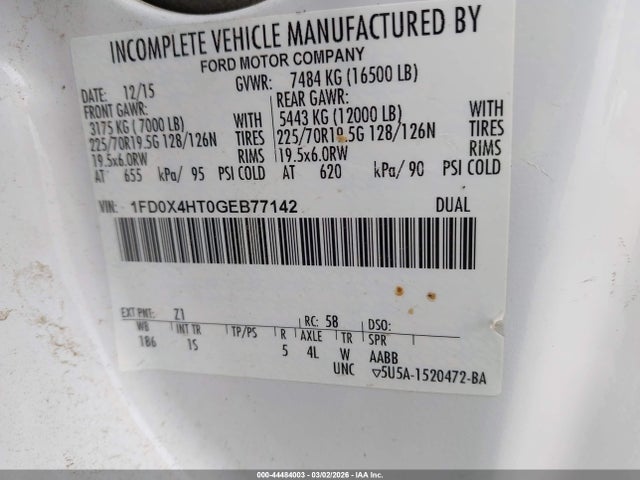 INCOMPLETE VEHICLE MANUFACTURED BY
FORD MOTOR COMPANY
DATE: 12/15 GVWR: 7484 KG (16500 LB)
FRONT GAWR: REAR GAWR:
3175 KG ( 7000 LB) WITH 5443 KG (12000 LB) WITH
225/70R19.5G 128/126N TIRES 225/70R19.5G 128/126N TIRES
19.5x6.0RW RIMS 19.5x6.0RW RIMS
AT 655 kPa/ 95 PSI COLD AT 620 kPa/ 90 PSI COLD
VIN: 1FD0X4HT0GEB77142 DUAL
EXT PNT: Z1 RC: 58 DSO:
WB INT TR TP/PS R AXLE TR SPR
186 1S 5 4L W AABB
UNC ▽5U5A-1520472-BA
000-44484003 - 03/02/2026 - IAA Inc.